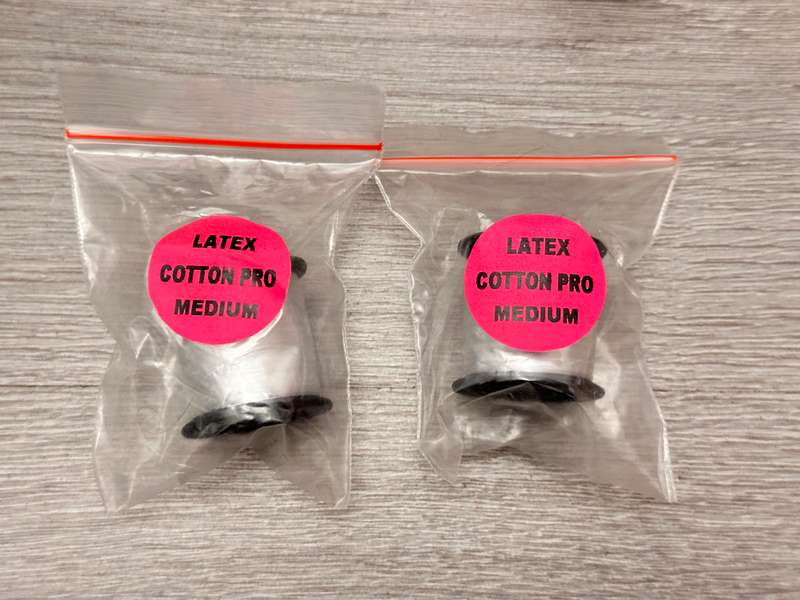 LATEX
COTTON PRO
MEDIUM
LATEX
COTTON PRO
MEDIUM